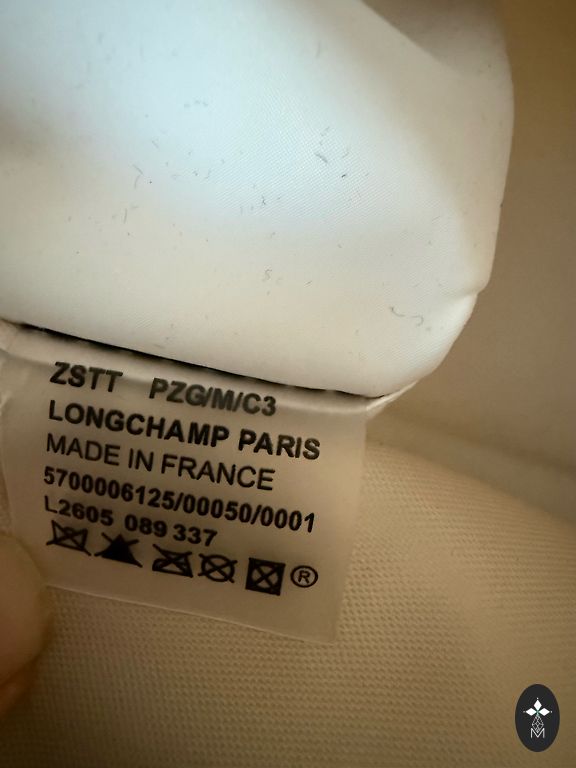 ZSTT PZG/M/C3
LONGCHAMP PARIS
MADE IN FRANCE
5700006125/00050/0001
L2605 089 337
®
M